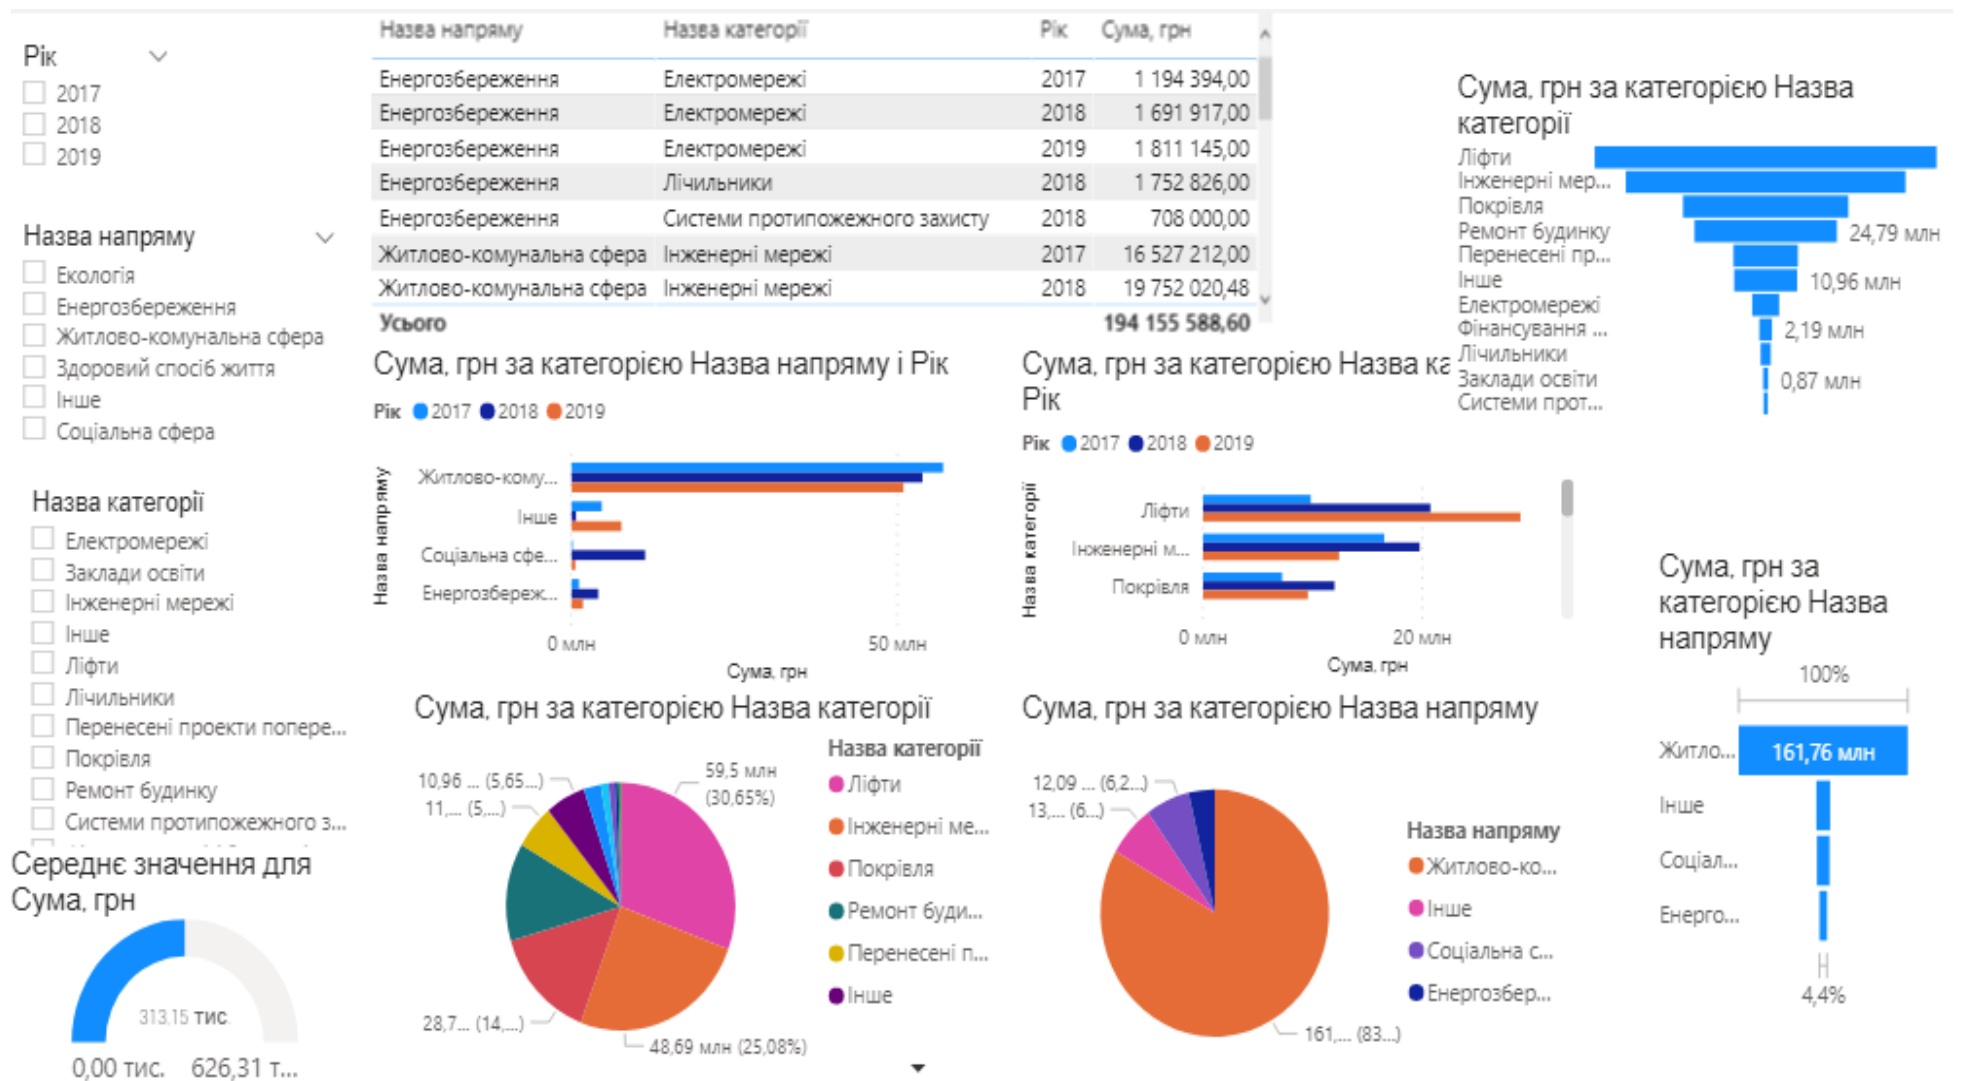 Рік
2017
2018
2019
Назва напряму
Екологія
Енергозбереження
Житлово-комунальна сфера
Здоровий спосіб життя
Інше
Соціальна сфера
Назва категорії
Електромережі
Заклади освіти
Інженерні мережі
Інше
Ліфти
Лічильники
Перенесені проекти попере...
Покрівля
Ремонт будинку
Системи протипожежного з...
Середнє значення для
Сума, грн
313,15 тис.
0,00 тис. 626,31 т...
Назва напряму Назва категорії Рік Сума, грн
Енергозбереження Електромережі 2017 1 194 394,00
Енергозбереження Електромережі 2018 1 691 917,00
Енергозбереження Електромережі 2019 1 811 145,00
Енергозбереження Лічильники 2018 1 752 826,00
Енергозбереження Системи протипожежного захисту 2018 708 000,00
Житлово-комунальна сфера Інженерні мережі 2017 16 527 212,00
Житлово-комунальна сфера Інженерні мережі 2018 19 752 020,48
Усього 194 155 588,60
Сума, грн за категорією Назва напряму і Рік
Рік 2017 2018 2019
Назва напряму
Житлово-кому...
Інше
Соціальна сфе...
Енергозбереж...
0 млн 50 млн
Сума, грн
Сума, грн за категорією Назва ка
Рік
Рік 2017 2018 2019
Назва категорії
Ліфти
Інженерні м...
Покрівля
0 млн 20 млн
Сума, грн
Сума, грн за категорією Назва
категорії
Ліфти
Інженерні мер...
Покрівля
Ремонт будинку 24,79 млн
Перенесені пр...
Інше 10,96 млн
Електромережі
Фінансування ... 2,19 млн
Лічильники
Заклади освіти 0,87 млн
Системи прот...
Сума, грн за категорією Назва категорії
10,96 ... (5,65...)
11,... (5,...)
59,5 млн
(30,65%)
28,7... (14,...)
48,69 млн (25,08%)
Назва категорії
Ліфти
Інженерні ме...
Покрівля
Ремонт буди...
Перенесені п...
Інше
Сума, грн за категорією Назва напряму
12,09 ... (6,2...)
13,... (6...)
161,... (83...)
Назва напряму
Житлово-ко...
Інше
Соціальна с...
Енергозбер...
Сума, грн за
категорією Назва
напряму
100%
Житло... 161,76 млн
Інше
Соціал...
Енерго...
4,4%